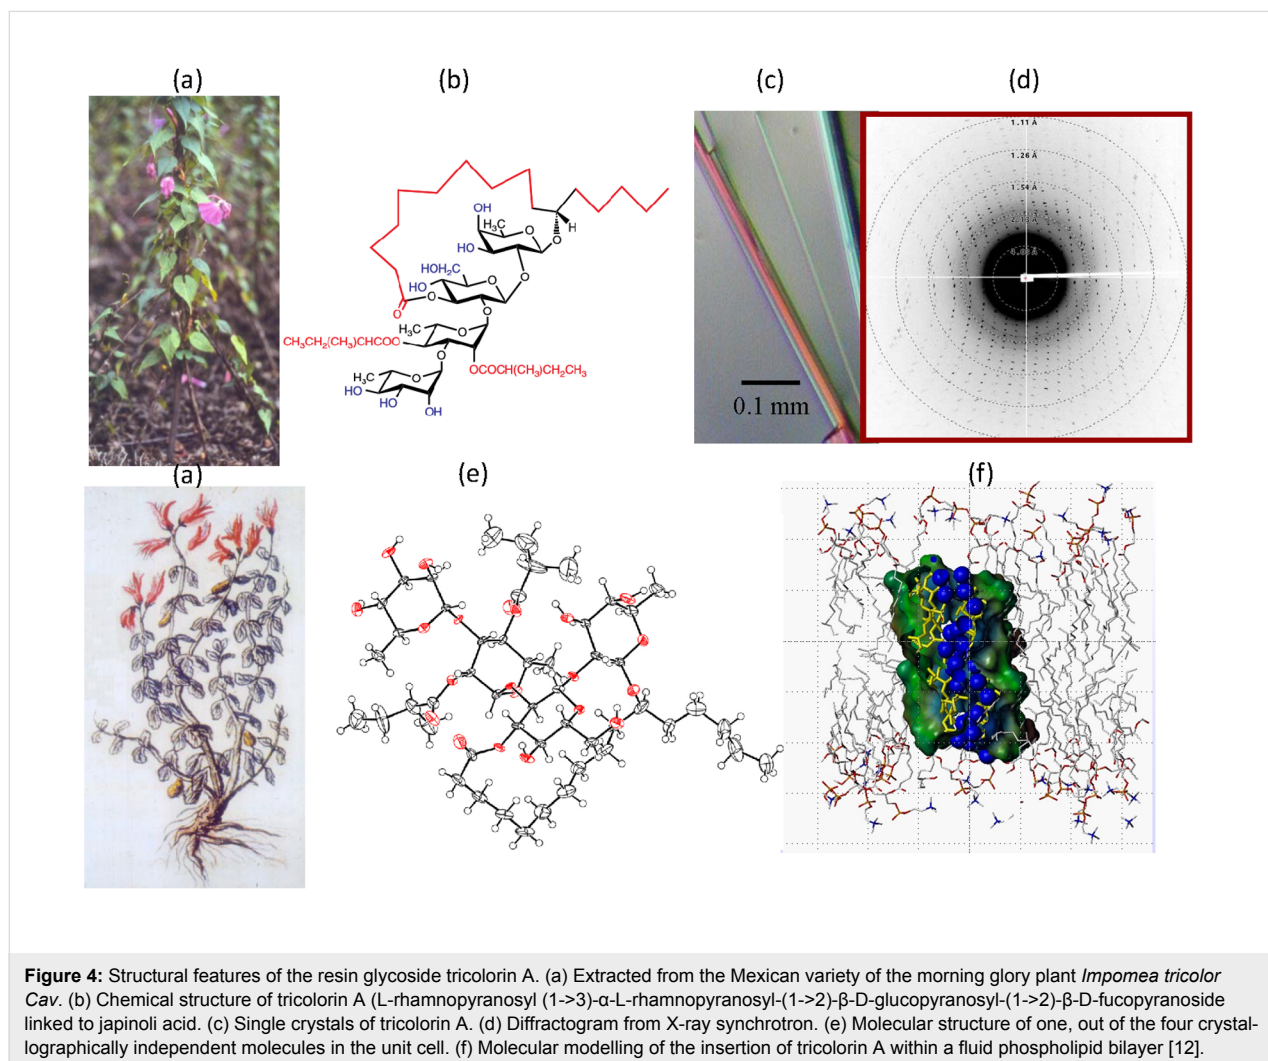 (a)
(b)
(c)
(d)
OH
H₃C
O
HO
O
H
O
HOH₂C
OH
O
O
O
O
H₃C
O
CH₃CH₂(CH₃)CHCOO
O
O
OCOCH(CH₃)CH₂CH₃
H₃C
O
HO
HO
OH
0.1 mm
1.11 Å
1.26 Å
1.54 Å
(a)
(e)
(f)
Figure 4: Structural features of the resin glycoside tricolorin A. (a) Extracted from the Mexican variety of the morning glory plant Impomea tricolor
Cav. (b) Chemical structure of tricolorin A (L-rhamnopyranosyl (1->3)-α-L-rhamnopyranosyl-(1->2)-β-D-glucopyranosyl-(1->2)-β-D-fucopyranoside
linked to japinoli acid. (c) Single crystals of tricolorin A. (d) Diffractogram from X-ray synchrotron. (e) Molecular structure of one, out of the four crystal-
lographically independent molecules in the unit cell. (f) Molecular modelling of the insertion of tricolorin A within a fluid phospholipid bilayer [12].